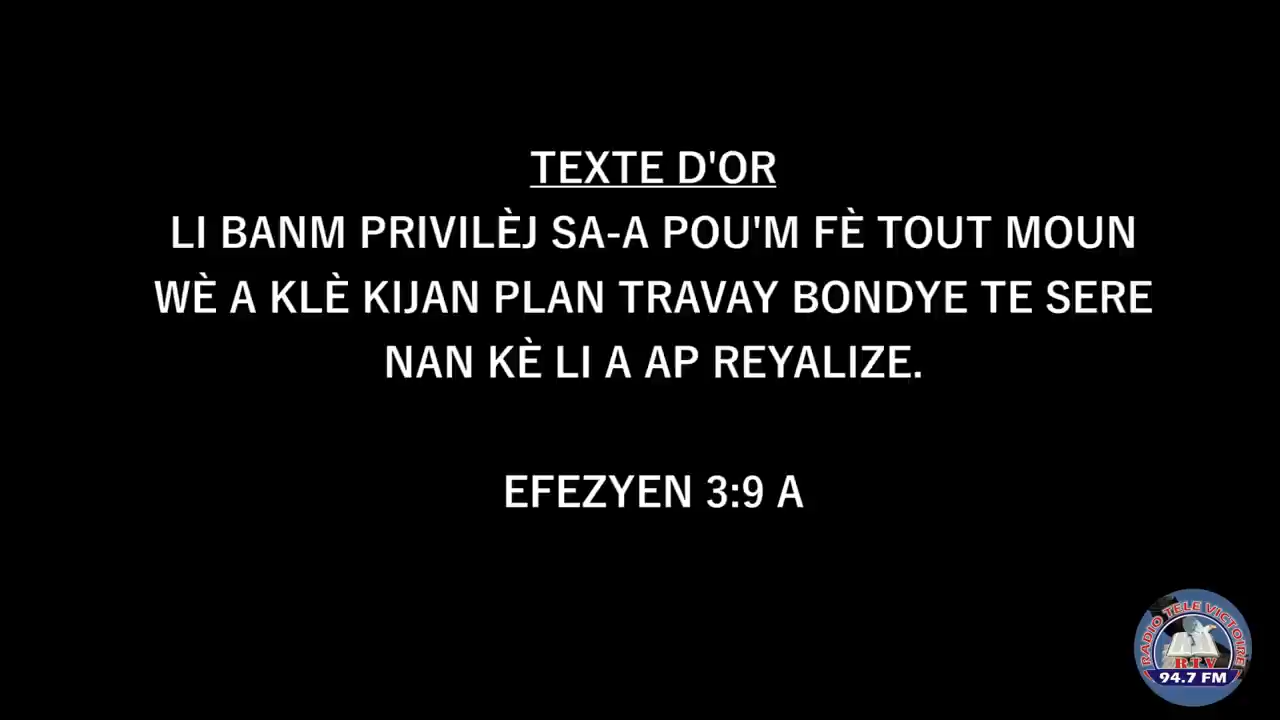 TEXTE D'OR
LI BANM PRIVILÈJ SA-A POU'M FÈ TOUT MOUN
WÈ A KLÈ KIJAN PLAN TRAVAY BONDYE TE SERE
NAN KÈ LI A AP REYALIZE.
EFEZYEN 3:9 A
RADIO TELE VICTOIRE
RTV
94.7 FM